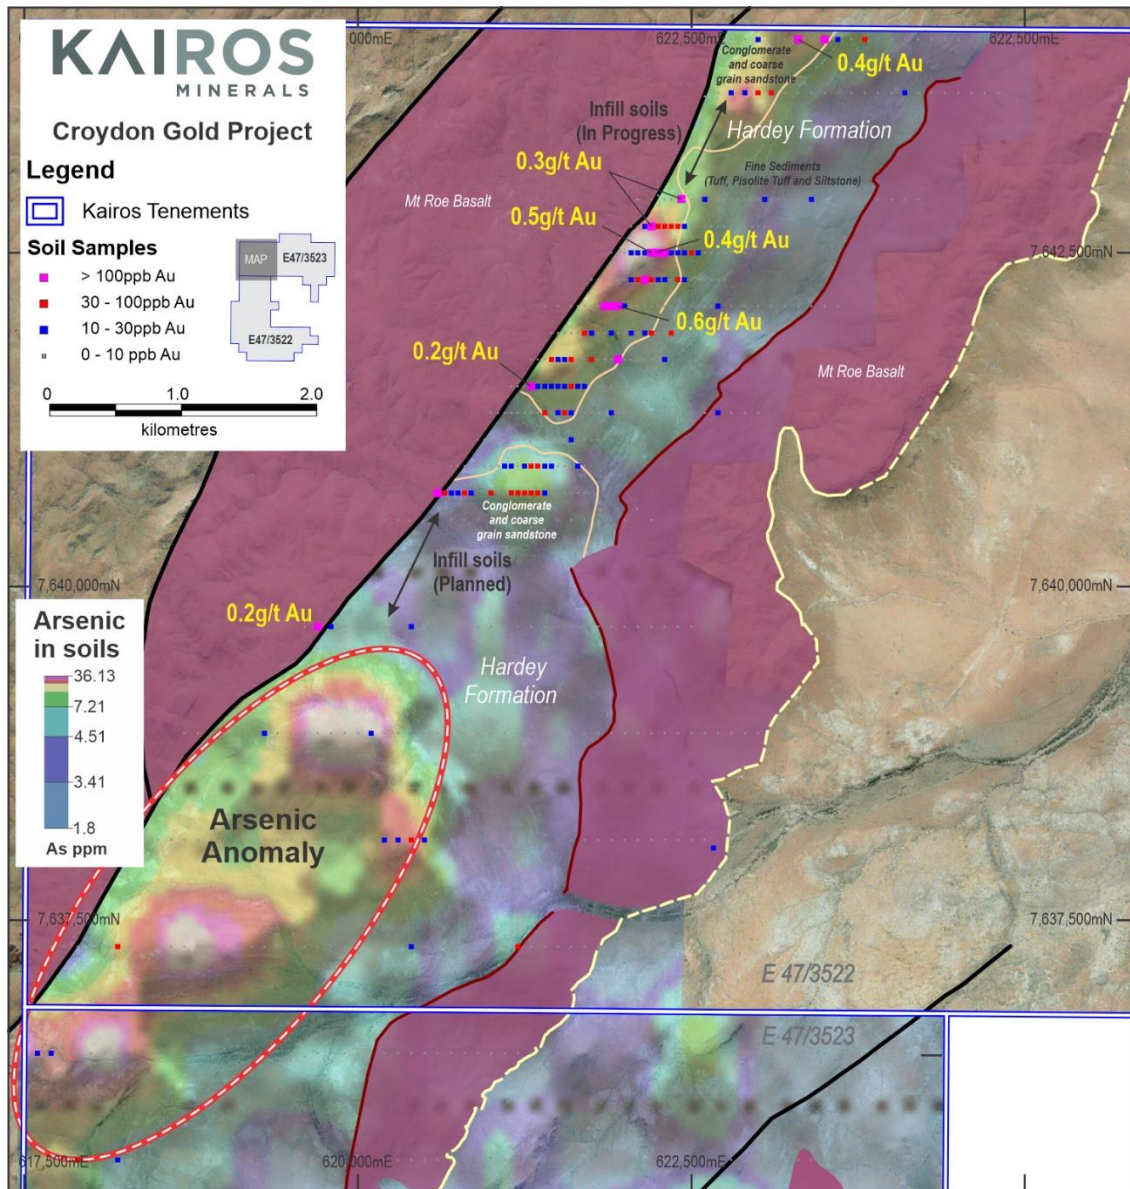 KAIROS
MINERALS
Croydon Gold Project
Legend
Kairos Tenements
Soil Samples
> 100ppb Au
30 - 100ppb Au
10 - 30ppb Au
0 - 10 ppb Au
MAP
E47/3523
E47/3522
0 1.0 2.0
kilometres
,000mE
622,500mE
622,500mE
Conglomerate
and coarse
grain sandstone
0.4g/t Au
Infill soils
(In Progress)
Hardey Formation
0.3g/t Au
Fine Sediments
(Tuff, Pisolite Tuff and Siltstone)
Mt Roe Basalt
0.5g/t Au
0.4g/t Au
7,642,500mN
0.6g/t Au
0.2g/t Au
Mt Roe Basalt
Conglomerate
and coarse
grain sandstone
Infill soils
(Planned)
7,640,000mN
7,640,000mN
0.2g/t Au
Arsenic
in soils
36.13
7.21
4.51
3.41
1.8
As ppm
Hardey
Formation
Arsenic
Anomaly
7,637,500mN
7,637,500mN
E 47/3522
E 47/3523
617,500mE
620,000mE
622,500mE